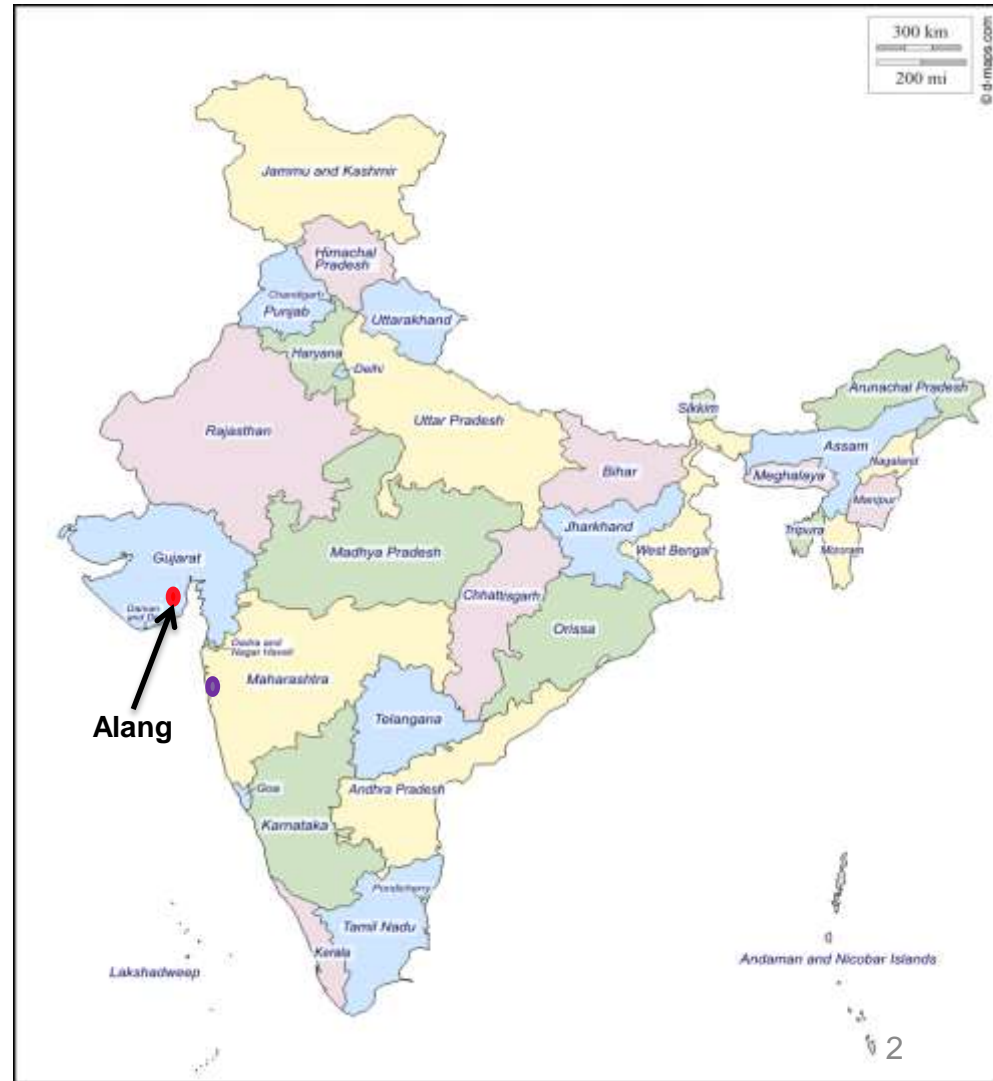 300 km
200 mi
© d-maps.com
Jammu and Kashmir
Himachal
Pradesh
Chandigarh
Punjab
Uttarakhand
Haryana
Delhi
Arunachal Pradesh
Sikkim
Rajasthan
Uttar Pradesh
Assam
Bihar
Nagaland
Meghalaya
Manipur
Jharkhand
Tripura
Gujarat
Madhya Pradesh
West Bengal
Mizoram
Chhattisgarh
Daman
and D
Orissa
Dadra and
Nagar Haveli
Maharashtra
Alang
Telangana
Goa
Andhra Pradesh
Karnataka
Pondicherry
Tamil Nadu
Kerala
Lakshadweep
Andaman and Nicobar Islands
2